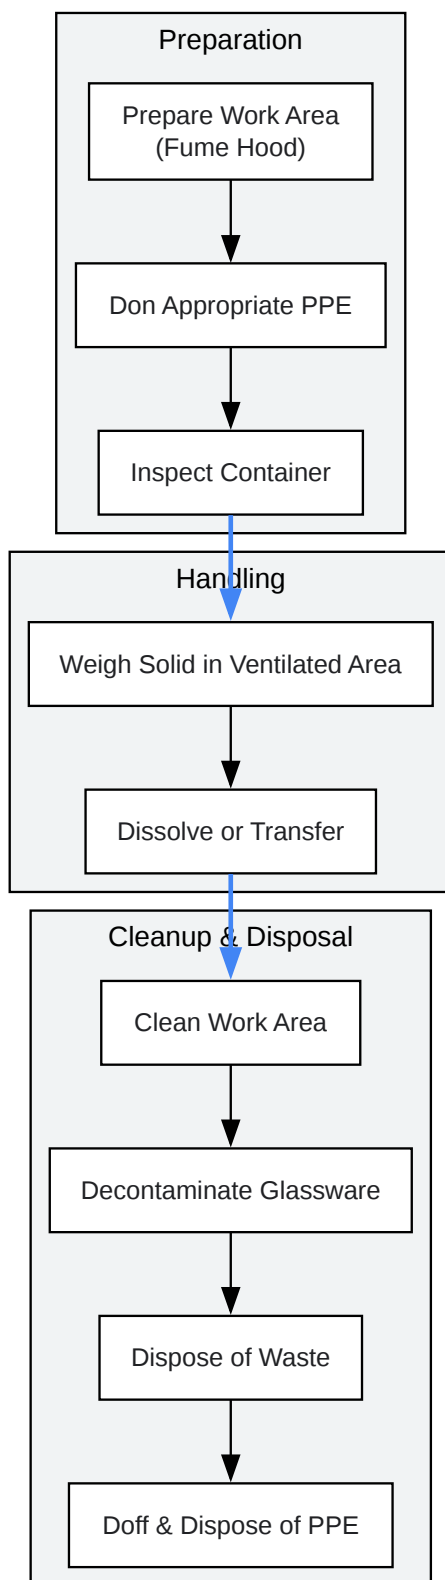 Preparation
Prepare Work Area
(Fume Hood)
Don Appropriate PPE
Inspect Container
Handling
Weigh Solid in Ventilated Area
Dissolve or Transfer
Cleanup & Disposal
Clean Work Area
Decontaminate Glassware
Dispose of Waste
Doff & Dispose of PPE